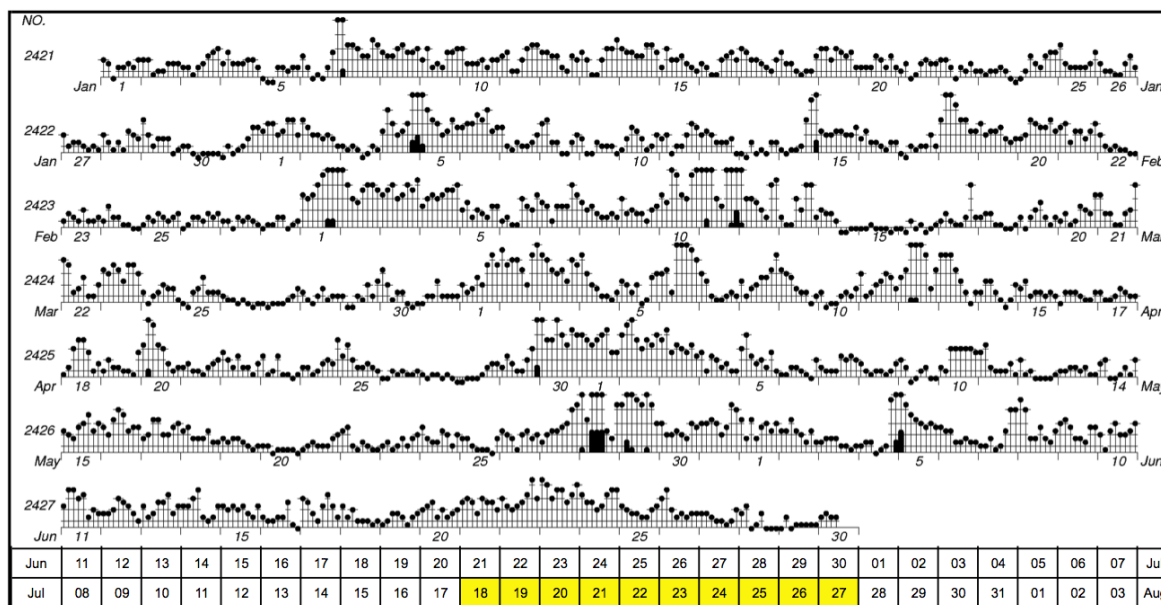 NO.
2421
Jan 1 5 10 15 20 25 26 Jan
2422
Jan 27 30 1 5 10 15 20 22 Feb
2423
Feb 23 25 1 5 10 15 20 21 Mar
2424
Mar 22 25 30 1 5 10 15 17 Apr
2425
Apr 18 20 25 30 1 5 10 14 May
2426
May 15 20 25 30 1 5 10 Jun
2427
Jun 11 15 20 25 30
Jun 11 12 13 14 15 16 17 18 19 20 21 22 23 24 25 26 27 28 29 30 01 02 03 04 05 06 07 Jul
Jul 08 09 10 11 12 13 14 15 16 17 18 19 20 21 22 23 24 25 26 27 28 29 30 31 01 02 03 Aug